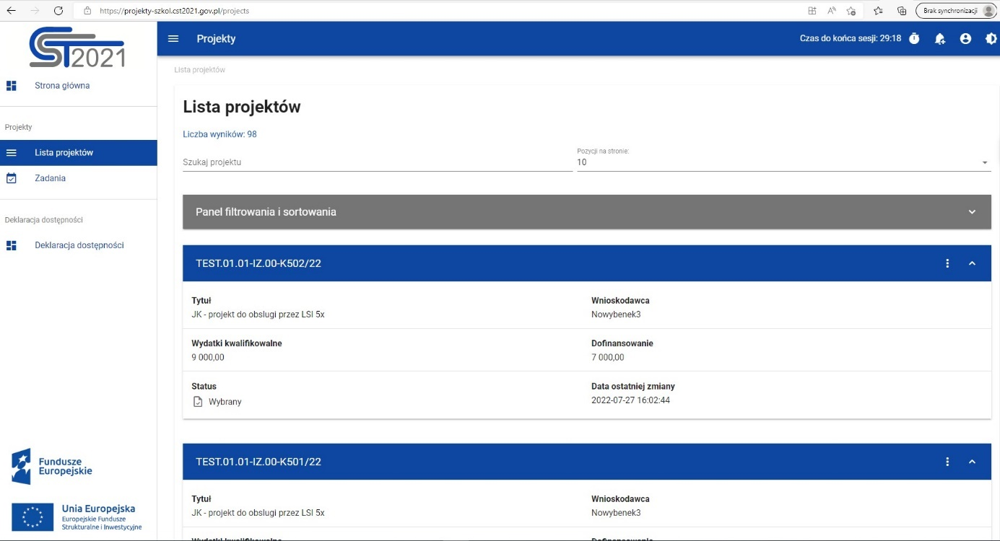 https://projekty-szkol.cst2021.gov.pl/projects
Brak synchronizacji
CST2021
Projekty
Czas do końca sesji: 29:18
Strona główna
Projekty
Lista projektów
Zadania
Deklaracja dostępności
Deklaracja dostępności
Fundusze
Europejskie
Unia Europejska
Europejskie Fundusze
Strukturalne i Inwestycyjne
Lista projektów
Lista projektów
Liczba wyników: 98
Szukaj projektu
Pozycji na stronie:
10
Panel filtrowania i sortowania
TEST.01.01-IZ.00-K502/22
Tytuł
JK - projekt do obslugi przez LSI 5x
Wnioskodawca
Nowybenek3
Wydatki kwalifikowalne
9 000,00
Dofinansowanie
7 000,00
Status
Wybrany
Data ostatniej zmiany
2022-07-27 16:02:44
TEST.01.01-IZ.00-K501/22
Tytuł
JK - projekt do obslugi przez LSI 5x
Wnioskodawca
Nowybenek3
Wydatki kwalifikowalne
Dofinansowanie